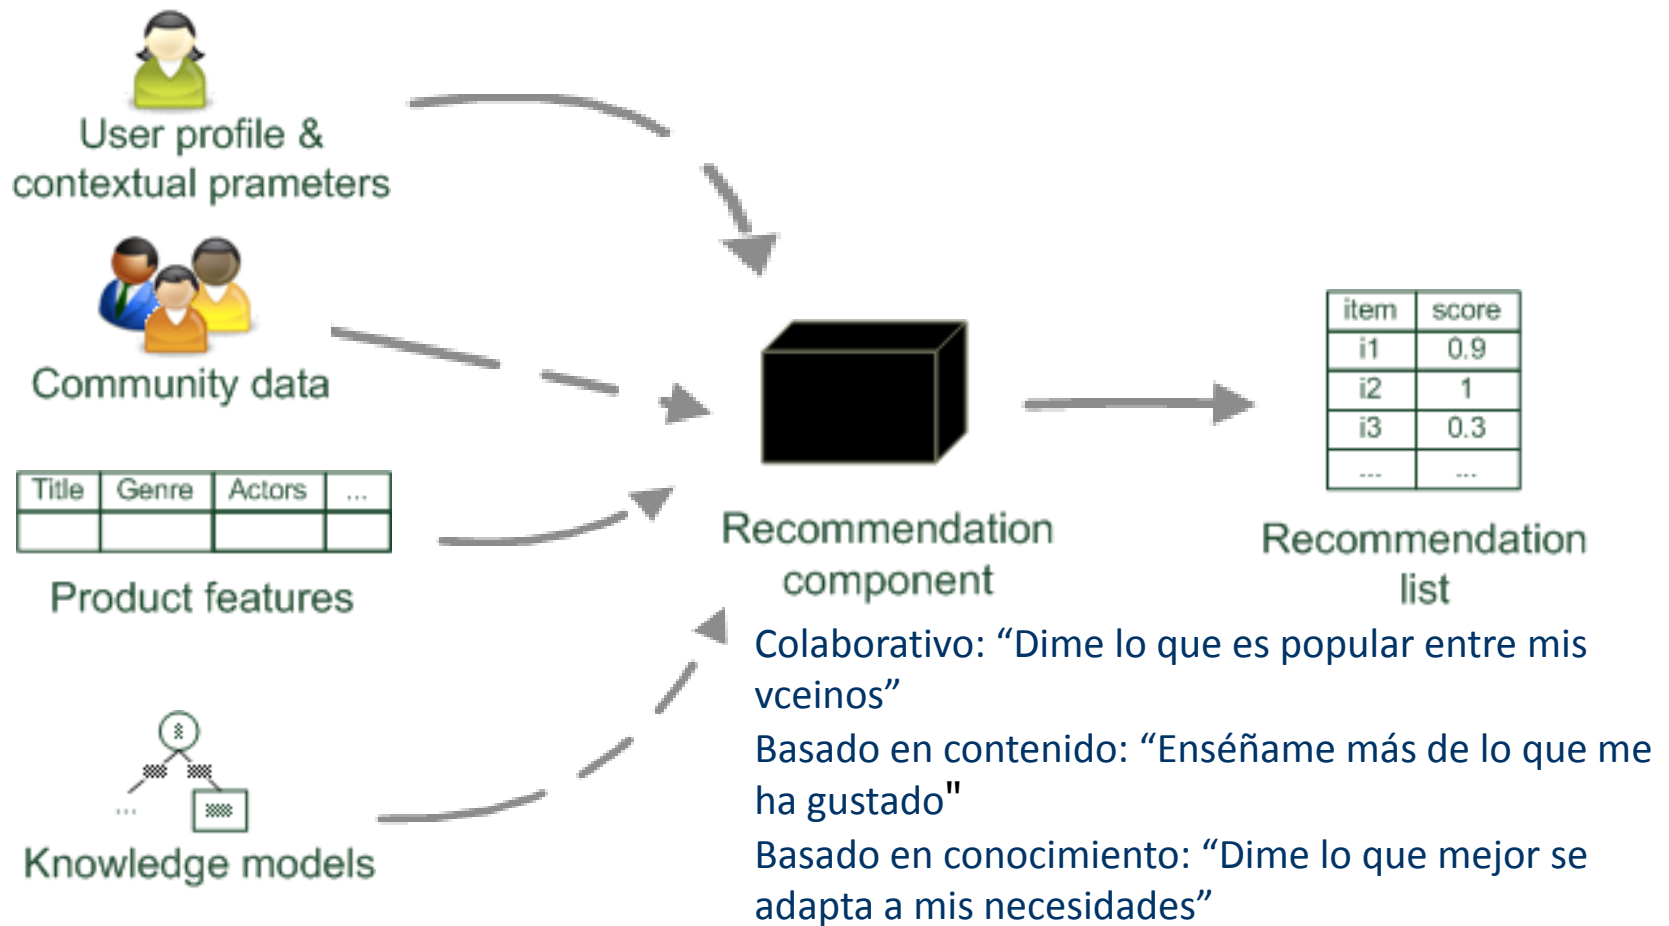 User profile &
contextual prameters
Community data
Title Genre Actors ...
Product features
...
Knowledge models
Recommendation
component
item score
i1 0.9
i2 1
i3 0.3
... ...
Recommendation
list
Colaborativo: “Dime lo que es popular entre mis
vceinos”
Basado en contenido: “Enséñame más de lo que me
ha gustado"
Basado en conocimiento: “Dime lo que mejor se
adapta a mis necesidades”